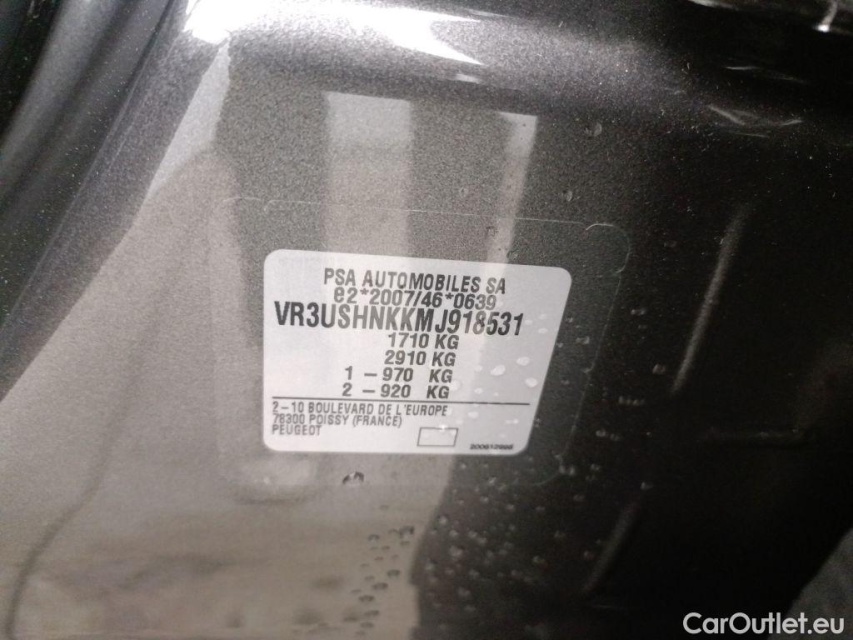 PSA AUTOMOBILES SA
e2*2007/46*0639
VR3USHNKKMJ918531
1710 KG
2910 KG
1 - 970 KG
2 - 920 KG
2-10 BOULEVARD DE L'EUROPE
78300 POISSY (FRANCE)
PEUGEOT
CarOutlet.eu